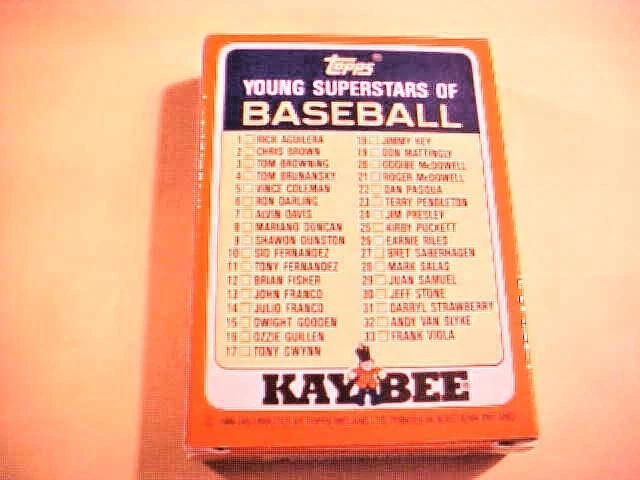 Topps®
YOUNG SUPERSTARS OF
BASEBALL
1 RICK AGUILERA
2 CHRIS BROWN
3 TOM BROWNING
4 TOM BRUNANSKY
5 VINCE COLEMAN
6 RON DARLING
7 ALVIN DAVIS
8 MARIANO DUNCAN
9 SHAWON DUNSTON
10 SID FERNANDEZ
11 TONY FERNANDEZ
12 BRIAN FISHER
13 JOHN FRANCO
14 JULIO FRANCO
15 DWIGHT GOODEN
16 OZZIE GUILLEN
17 TONY GWYNN
18 JIMMY KEY
19 DON MATTINGLY
20 ODDIBE McDOWELL
21 ROGER McDOWELL
22 DAN PASQUA
23 TERRY PENDLETON
24 JIM PRESLEY
25 KIRBY PUCKETT
26 EARNIE RILES
27 BRET SABERHAGEN
28 MARK SALAS
29 JUAN SAMUEL
30 JEFF STONE
31 DARRYL STRAWBERRY
32 ANDY VAN SLYKE
33 FRANK VIOLA
KAY BEE®